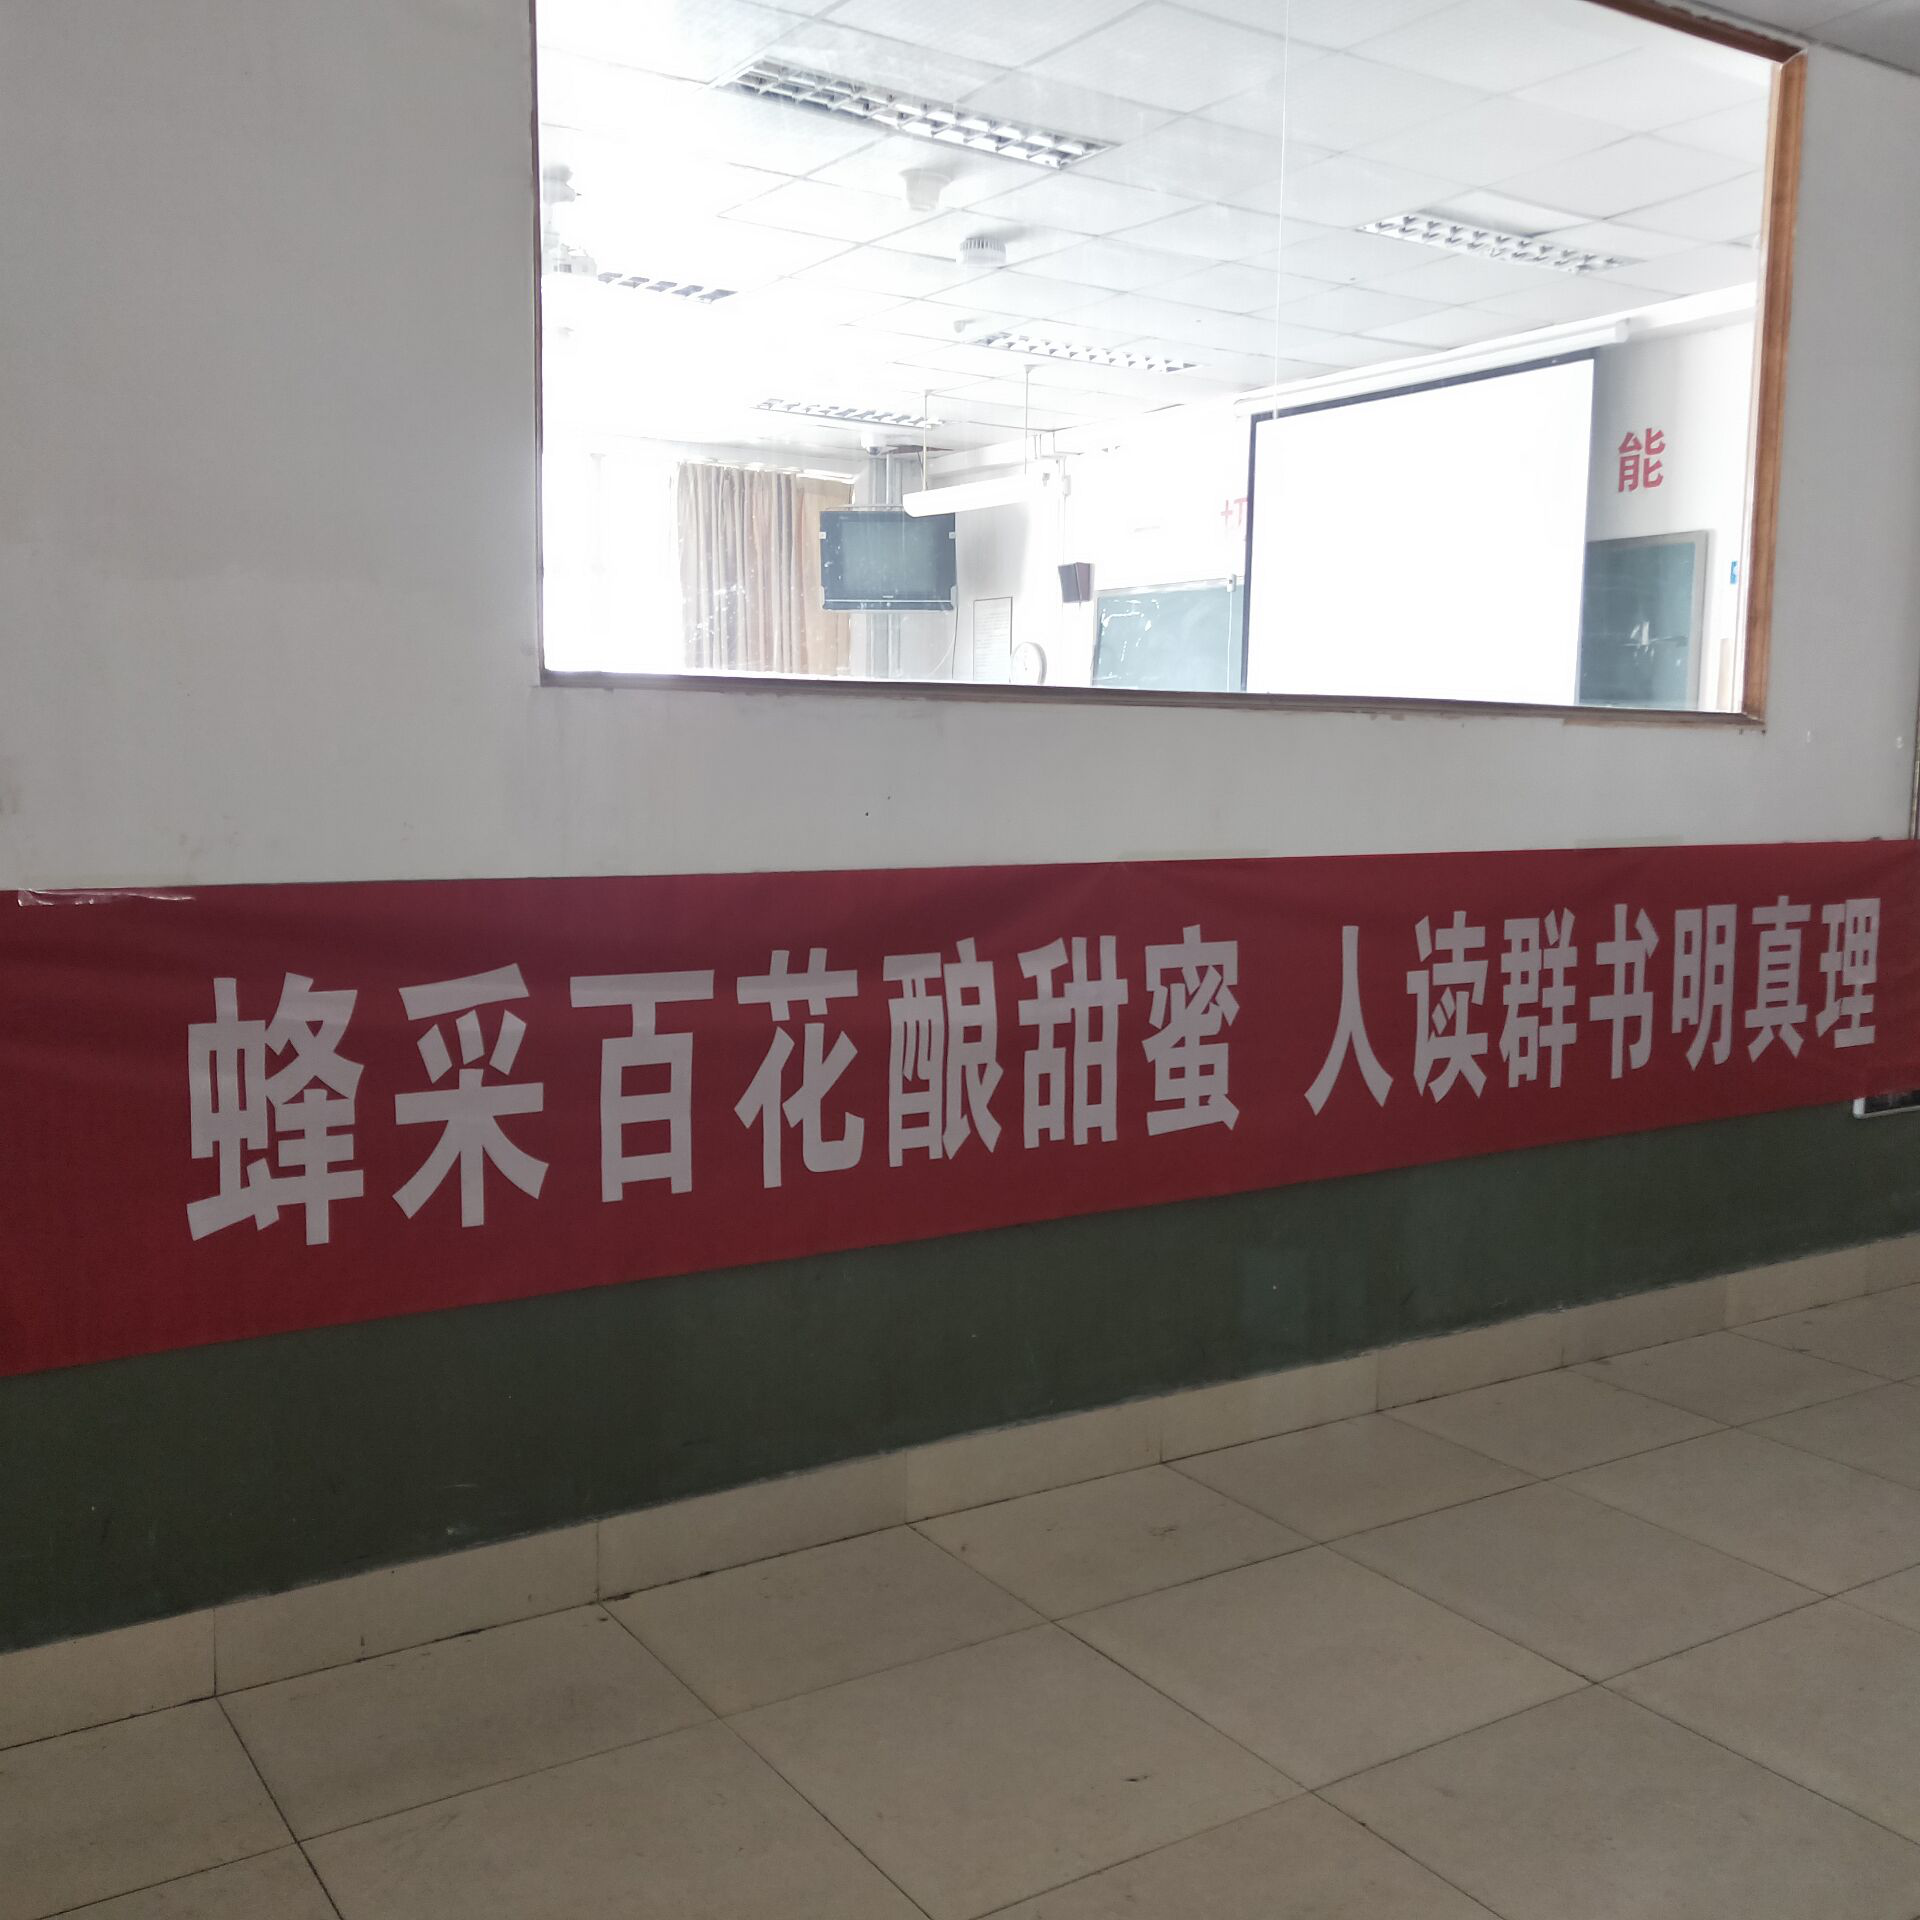 能
蜂采百花酿甜蜜 人读群书明真理